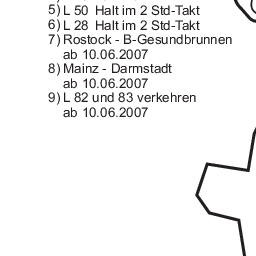 5) L 50 Halt im 2 Std-Takt
6) L 28 Halt im 2 Std-Takt
7) Rostock - B-Gesundbrunnen
ab 10.06.2007
8) Mainz - Darmstadt
ab 10.06.2007
9) L 82 und 83 verkehren
ab 10.06.2007